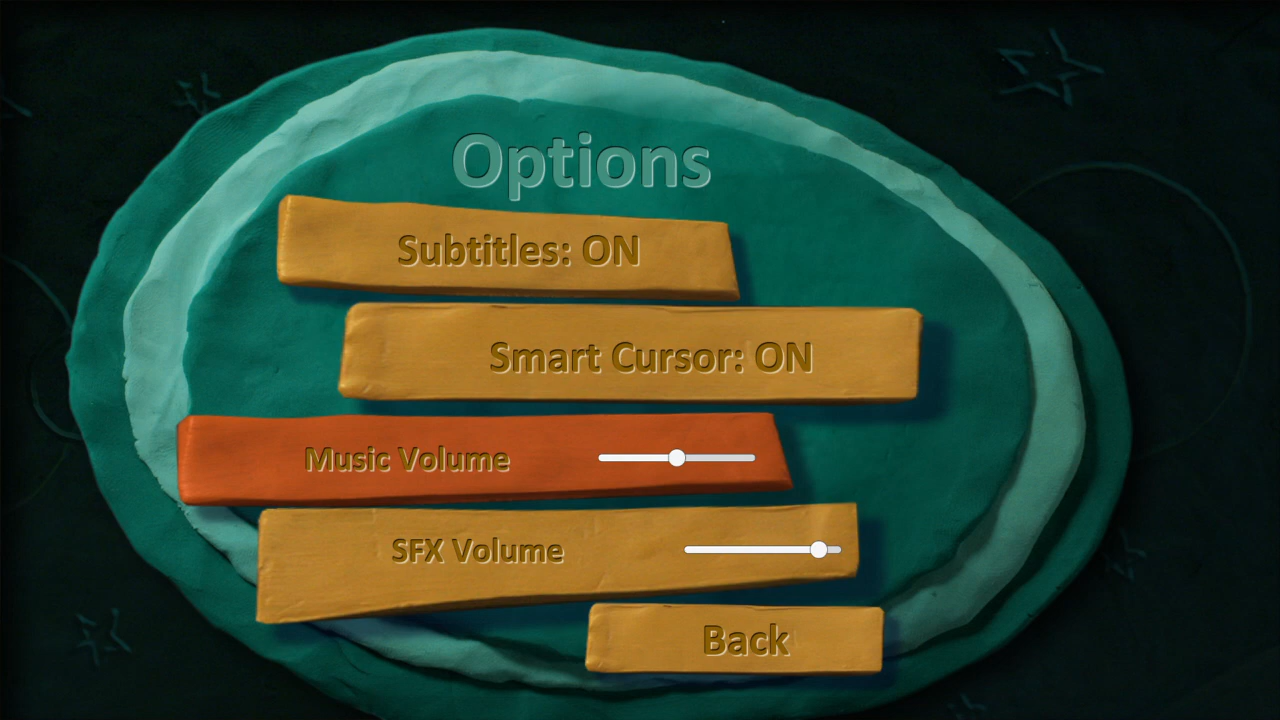 Options
Subtitles: ON
Smart Cursor: ON
Music Volume
SFX Volume
Back